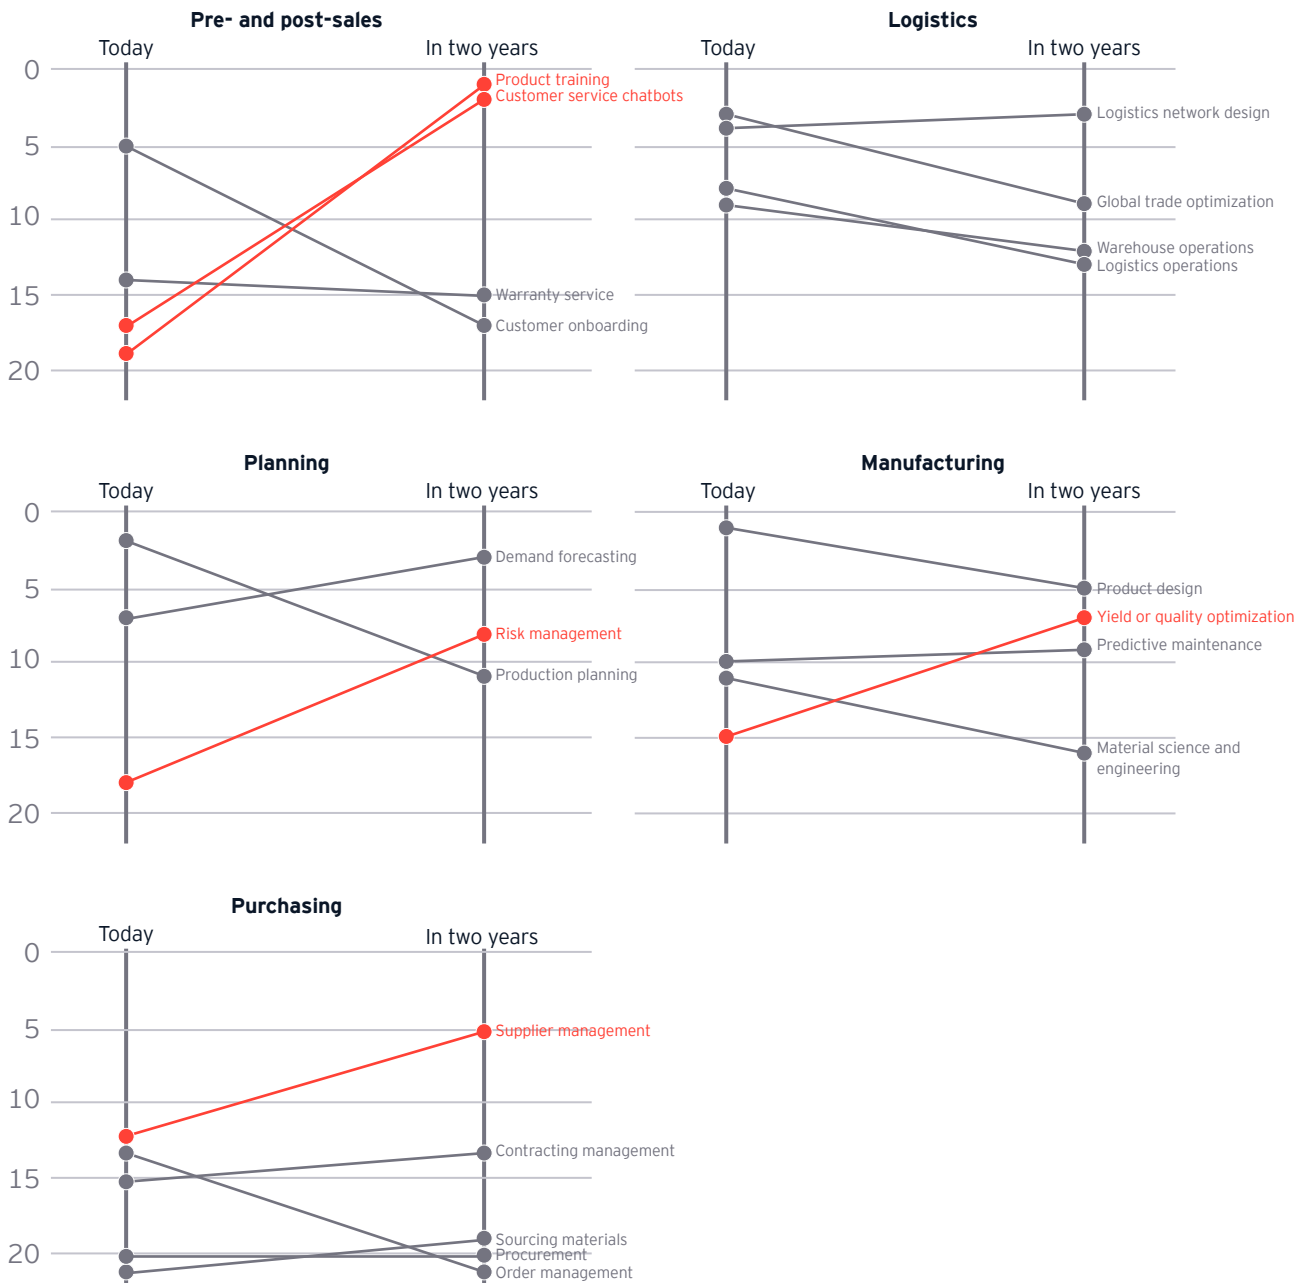 Pre- and post-sales
Today
In two years
0
5
10
15
20
Product training
Customer service chatbots
Warranty service
Customer onboarding
Logistics
Today
In two years
Logistics network design
Global trade optimization
Warehouse operations
Logistics operations
Planning
Today
In two years
0
5
10
15
20
Demand forecasting
Risk management
Production planning
Manufacturing
Today
In two years
Product design
Yield or quality optimization
Predictive maintenance
Material science and
engineering
Purchasing
Today
In two years
0
5
10
15
20
Supplier management
Contracting management
Sourcing materials
Procurement
Order management